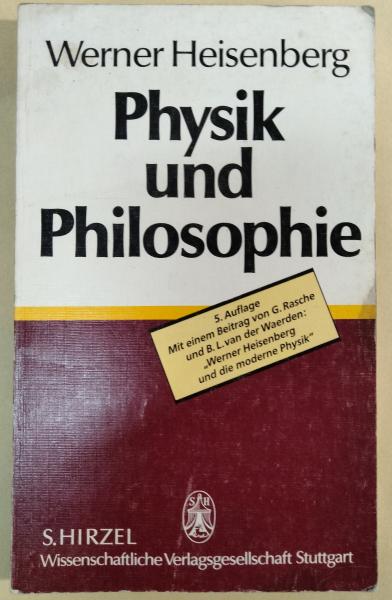 Werner Heisenberg
Physik
und
Philosophie
5. Auflage
Mit einem Beitrag von G. Rasche
und B. L. van der Waerden:
„Werner Heisenberg
und die moderne Physik“
S H
S. HIRZEL
Wissenschaftliche Verlagsgesellschaft Stuttgart